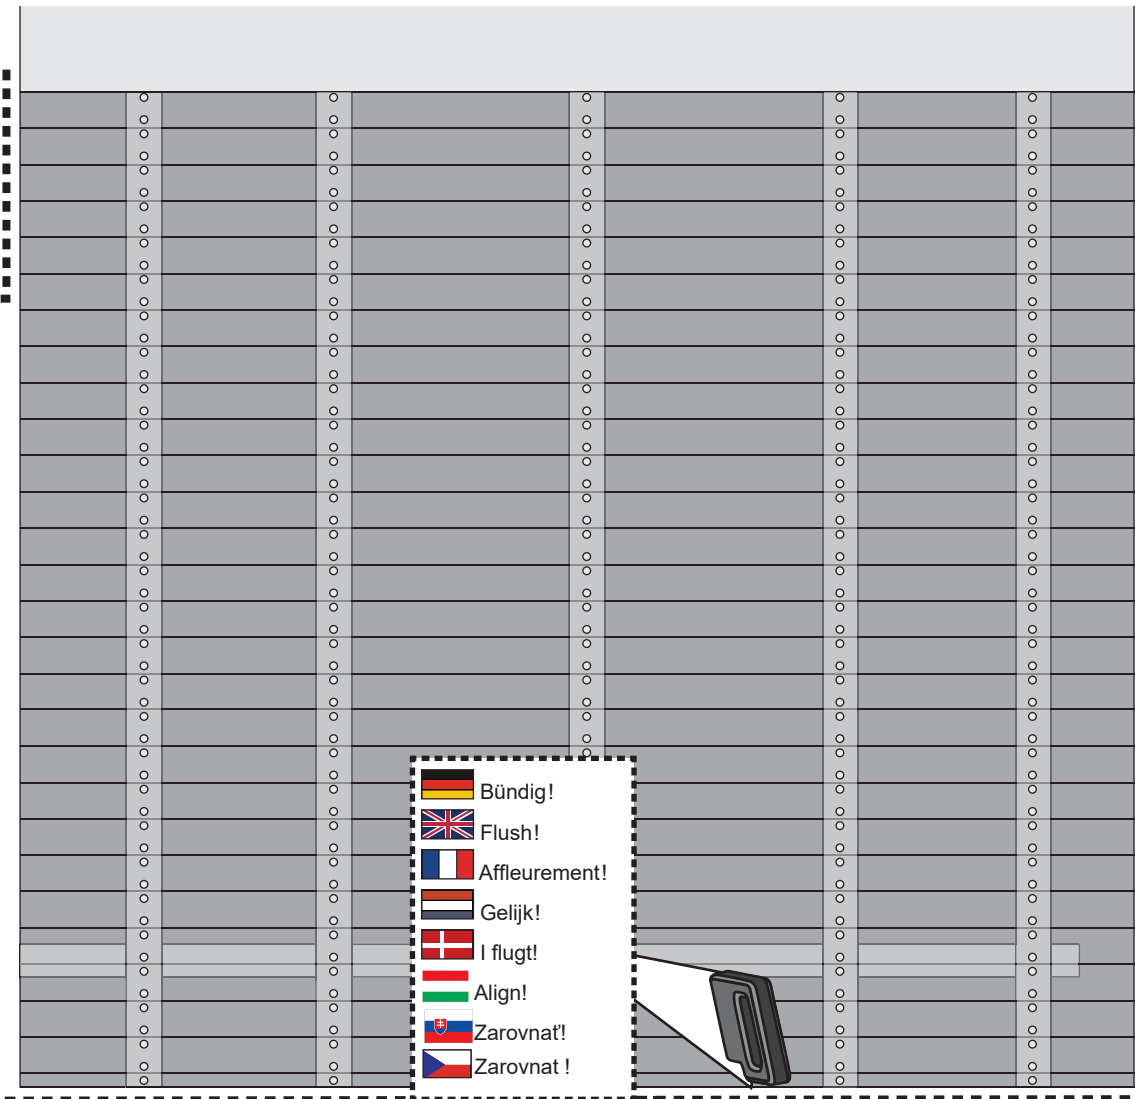 Bündig!
Flush!
Affleurement!
Gelijk!
I flugt!
Align!
Zarovnať!
Zarovnat !